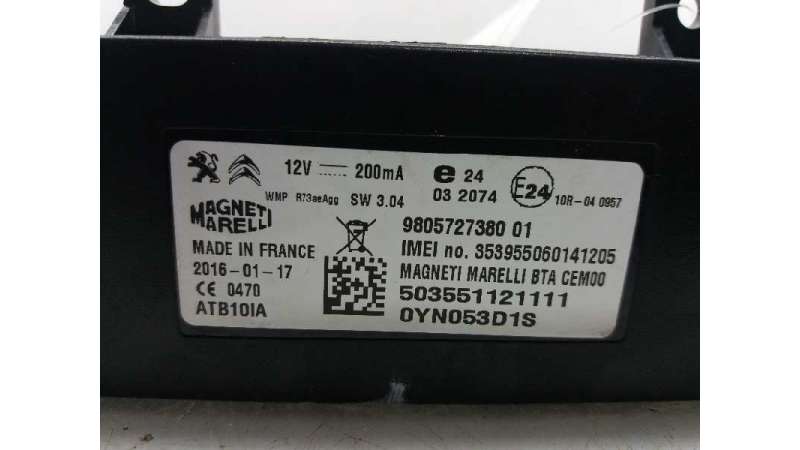 12V 200mA e 24
03 2074 E24 10R-04 0957
WMP R73aeAgg SW 3.04
MAGNETI
MARELLI
MADE IN FRANCE
2016-01-17
CE 0470
ATB10IA
9805727380 01
IMEI no. 353955060141205
MAGNETI MARELLI BTA CEM00
503551121111
0YN053D1S